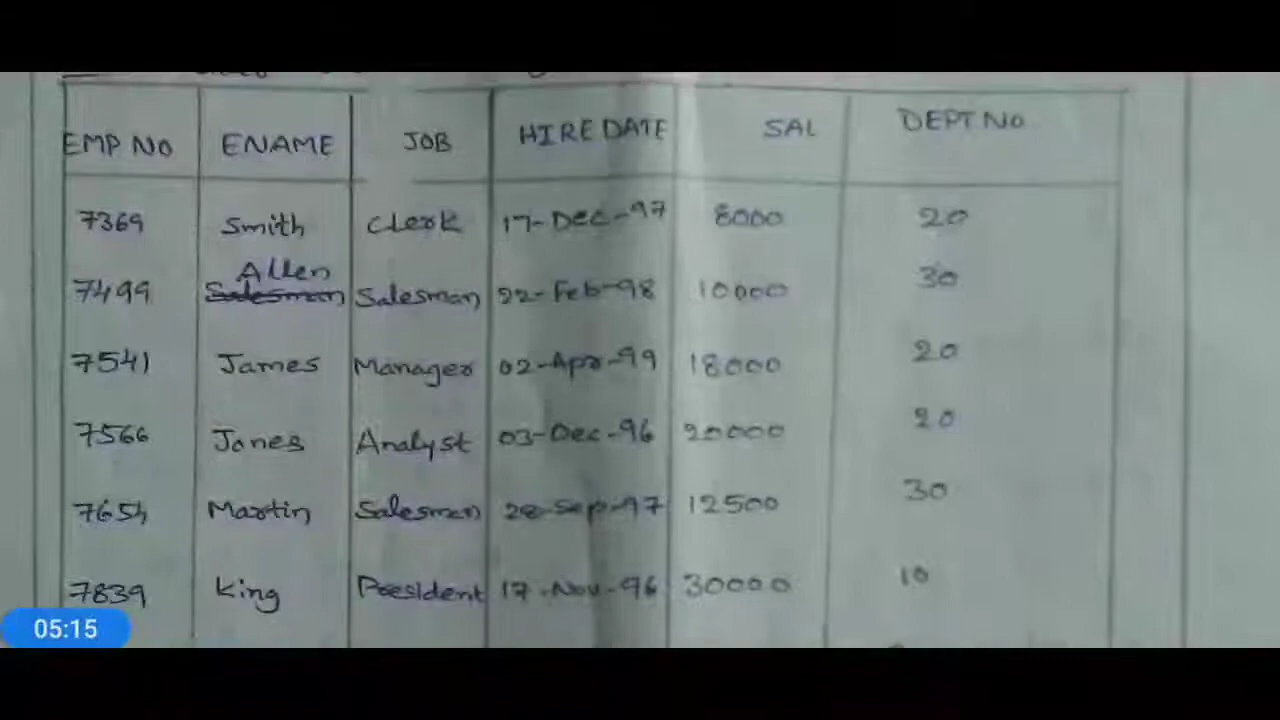 EMP NO ENAME JOB HIREDATE SAL DEPT NO
7369 Smith Clerk 17-Dec-97 8000 20
Allen
7499 Salesman Salesman 22-Feb-98 10000 30
7541 James Manager 02-Apr-99 18000 20
7566 Jones Analyst 03-Dec-96 20000 20
7654 Martin Salesman 28-Sep-97 12500 30
7839 King President 17-Nov-96 30000 10
05:15